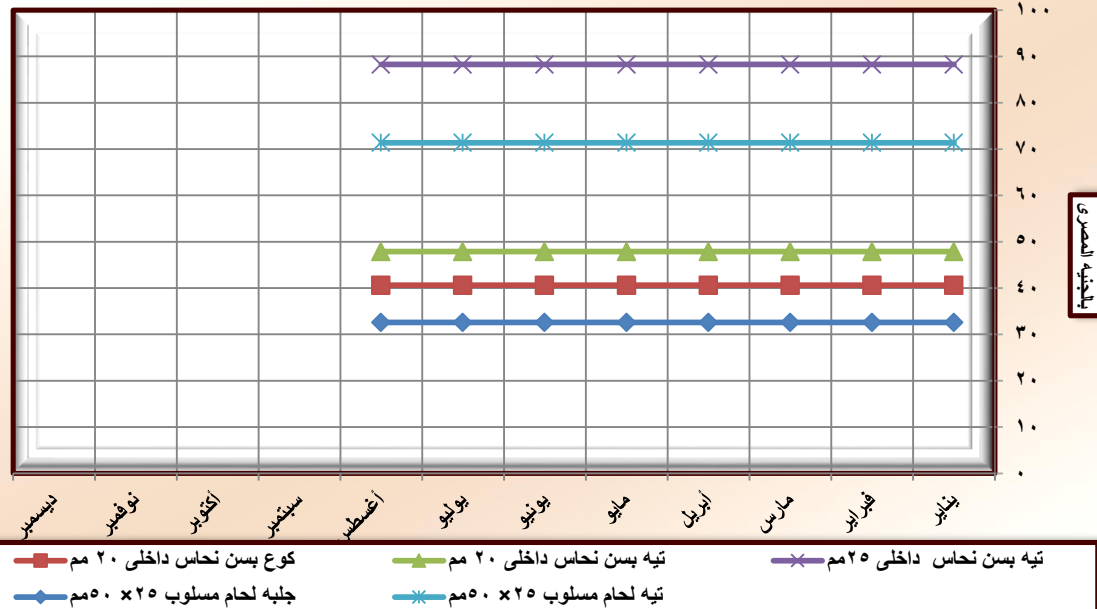 ١٠٠
٩٠
٨٠
٧٠
٦٠
٥٠
٤٠
٣٠
٢٠
١٠
٠
بالجنيه المصرى
يناير
فبراير
مارس
ابريل
مايو
يونيو
يوليو
أغسطس
سبتمبر
أكتوبر
نوفمبر
ديسمبر
تيه بسن نحاس داخلى ٢٥مم
تيه بسن نحاس داخلى ٢٠ مم
كوع بسن نحاس داخلى ٢٠ مم
تيه لحام مسلوب ٢٥× ٥٠مم
جلبه لحام مسلوب ٢٥× ٥٠مم